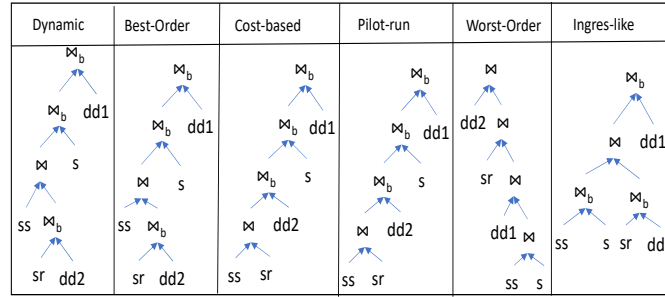 Dynamic Best-Order Cost-based Pilot-run Worst-Order Ingres-like
⋈b
dd1
⋈b
s
⋈
ss ⋈b
sr dd2
⋈b
dd1
⋈b
s
⋈
ss ⋈b
sr dd2
⋈b
dd1
⋈b
s
⋈b
dd2
⋈
ss sr
⋈b
dd1
⋈b
s
⋈b
dd2
⋈
ss sr
⋈
dd2 ⋈
sr ⋈
dd1 ⋈
ss s
⋈b
⋈ dd1
⋈b ⋈b
ss s sr dd